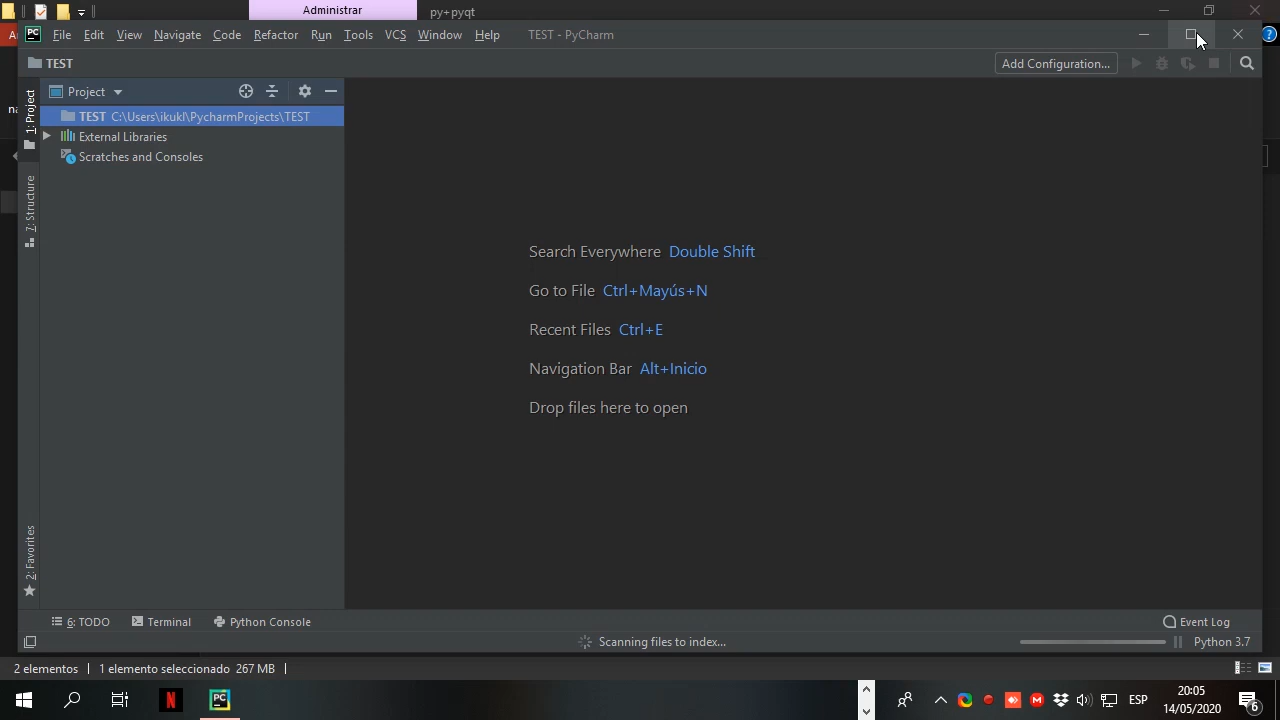 Administrar
py+pyqt
PC
File Edit View Navigate Code Refactor Run Tools VCS Window Help
TEST - PyCharm
TEST
Add Configuration...
1: Project
Project
TEST C:\Users\ikukl\PycharmProjects\TEST
External Libraries
Scratches and Consoles
7: Structure
2: Favorites
Search Everywhere Double Shift
Go to File Ctrl+Mayús+N
Recent Files Ctrl+E
Navigation Bar Alt+Inicio
Drop files here to open
6: TODO Terminal Python Console
Event Log
Scanning files to index...
Python 3.7
2 elementos 1 elemento seleccionado 267 MB
N
PC
ESP
20:05
14/05/2020
6